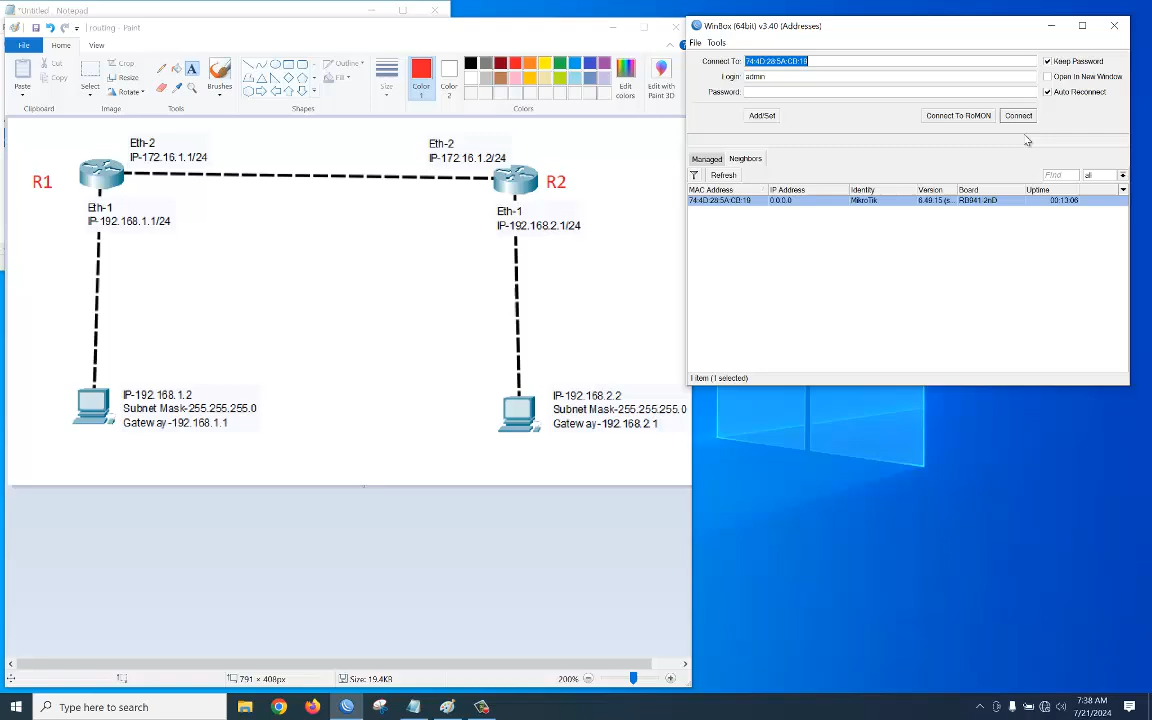 *Untitled - Notepad
routing - Paint
File
Home
View
Paste
Cut
Copy
Clipboard
Select
Crop
Resize
Rotate
Image
Tools
Brushes
Outline
Fill
Shapes
Size
Color
1
Color
2
Edit
colors
Edit with
Paint 3D
Colors
Eth-2
IP-172.16.1.1/24
Eth-2
IP-172.16.1.2/24
R1
R2
Eth-1
IP-192.168.1.1/24
Eth-1
IP-192.168.2.1/24
IP-192.168.1.2
Subnet Mask-255.255.255.0
Gateway-192.168.1.1
IP-192.168.2.2
Subnet Mask-255.255.255.0
Gateway-192.168.2.1
791 × 408px
Size: 19.4KB
200%
WinBox (64bit) v3.40 (Addresses)
File Tools
Connect To: 74:4D:28:5A:CB:19
Keep Password
Login: admin
Open In New Window
Password:
Auto Reconnect
Add/Set
Connect To RoMON
Connect
Managed Neighbors
Refresh
Find
all
MAC Address IP Address Identity Version Board Uptime
74:4D:28:5A:CB:19 0.0.0.0 MikroTik 6.49.15 (s... RB941-2nD 00:13:06
1 item (1 selected)
Type here to search
7:38 AM
7/21/2024